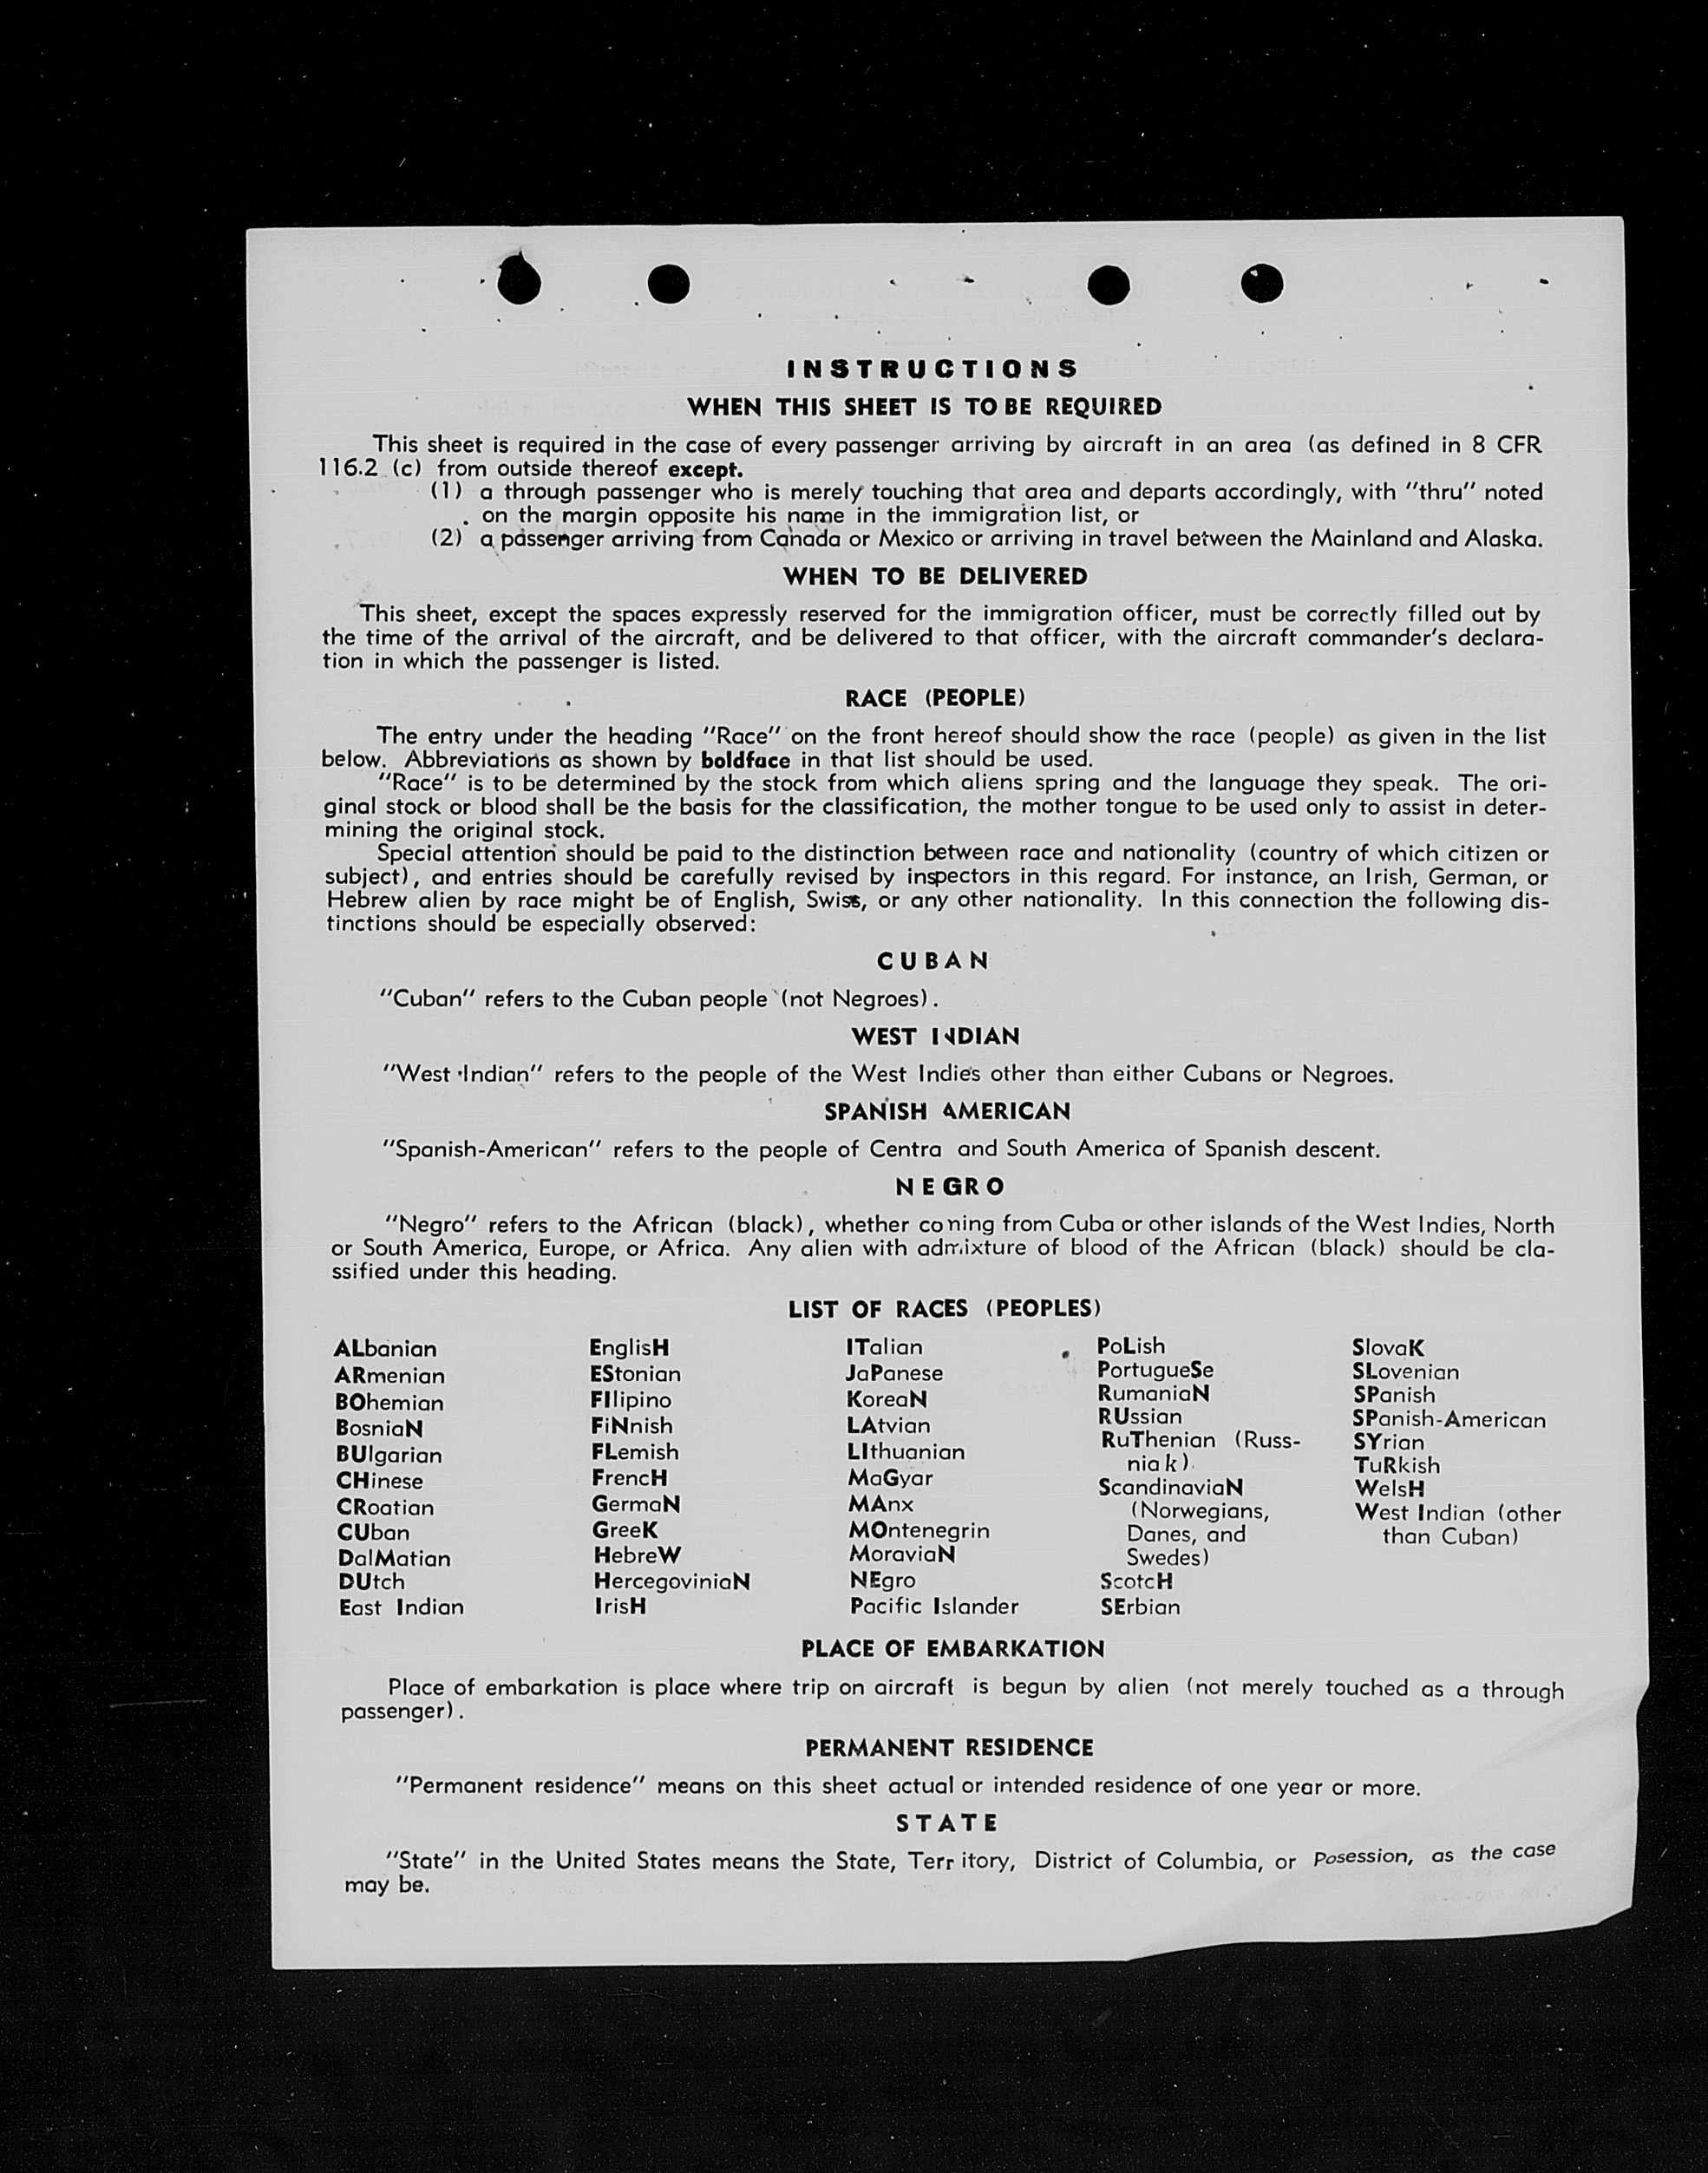 INSTRUCTIONS
WHEN THIS SHEET IS TO BE REQUIRED
This sheet is required in the case of every passenger arriving by aircraft in an area (as defined in 8 CFR
116.2 (c) from outside thereof except.
(1) a through passenger who is merely touching that area and departs accordingly, with "thru" noted
on the margin opposite his name in the immigration list, or
(2) a passenger arriving from Canada or Mexico or arriving in travel between the Mainland and Alaska.
WHEN TO BE DELIVERED
This sheet, except the spaces expressly reserved for the immigration officer, must be correctly filled out by
the time of the arrival of the aircraft, and be delivered to that officer, with the aircraft commander's declara-
tion in which the passenger is listed.
RACE (PEOPLE)
The entry under the heading "Race" on the front hereof should show the race (people) as given in the list
below. Abbreviations as shown by boldface in that list should be used.
"Race" is to be determined by the stock from which aliens spring and the language they speak. The ori-
ginal stock or blood shall be the basis for the classification, the mother tongue to be used only to assist in deter-
mining the original stock.
Special attention should be paid to the distinction between race and nationality (country of which citizen or
subject), and entries should be carefully revised by inspectors in this regard. For instance, an Irish, German, or
Hebrew alien by race might be of English, Swiss, or any other nationality. In this connection the following dis-
tinctions should be especially observed:
CUBAN
"Cuban" refers to the Cuban people (not Negroes).
WEST INDIAN
"West Indian" refers to the people of the West Indies other than either Cubans or Negroes.
SPANISH AMERICAN
"Spanish-American" refers to the people of Centra and South America of Spanish descent.
NEGRO
"Negro" refers to the African (black), whether coming from Cuba or other islands of the West Indies, North
or South America, Europe, or Africa. Any alien with admixture of blood of the African (black) should be cla-
ssified under this heading.
LIST OF RACES (PEOPLES)
ALbanian
ARmenian
BOhemian
BosniaN
BUlgarian
CHinese
CRoatian
CUban
DalMatian
DUtch
East Indian
EnglisH
EStonian
FIlipino
FiNnish
FLemish
FrencH
GermaN
GreeK
HebreW
HercegoviniaN
IrisH
ITalian
JaPanese
KoreaN
LAtvian
LIthuanian
MaGyar
MAnx
MOntenegrin
MoraviaN
NEgro
Pacific Islander
PoLish
PortugueSe
RumaniaN
RUssian
RuThenian (Russ-
niak).
ScandinaviaN
(Norwegians,
Danes, and
Swedes)
ScotcH
SErbian
SlovaK
SLovenian
SPanish
SPanish-American
SYrian
TuRkish
WelsH
West Indian (other
than Cuban)
PLACE OF EMBARKATION
Place of embarkation is place where trip on aircraft is begun by alien (not merely touched as a through
passenger).
PERMANENT RESIDENCE
"Permanent residence" means on this sheet actual or intended residence of one year or more.
STATE
"State" in the United States means the State, Terr itory, District of Columbia, or Posession, as the case
may be.